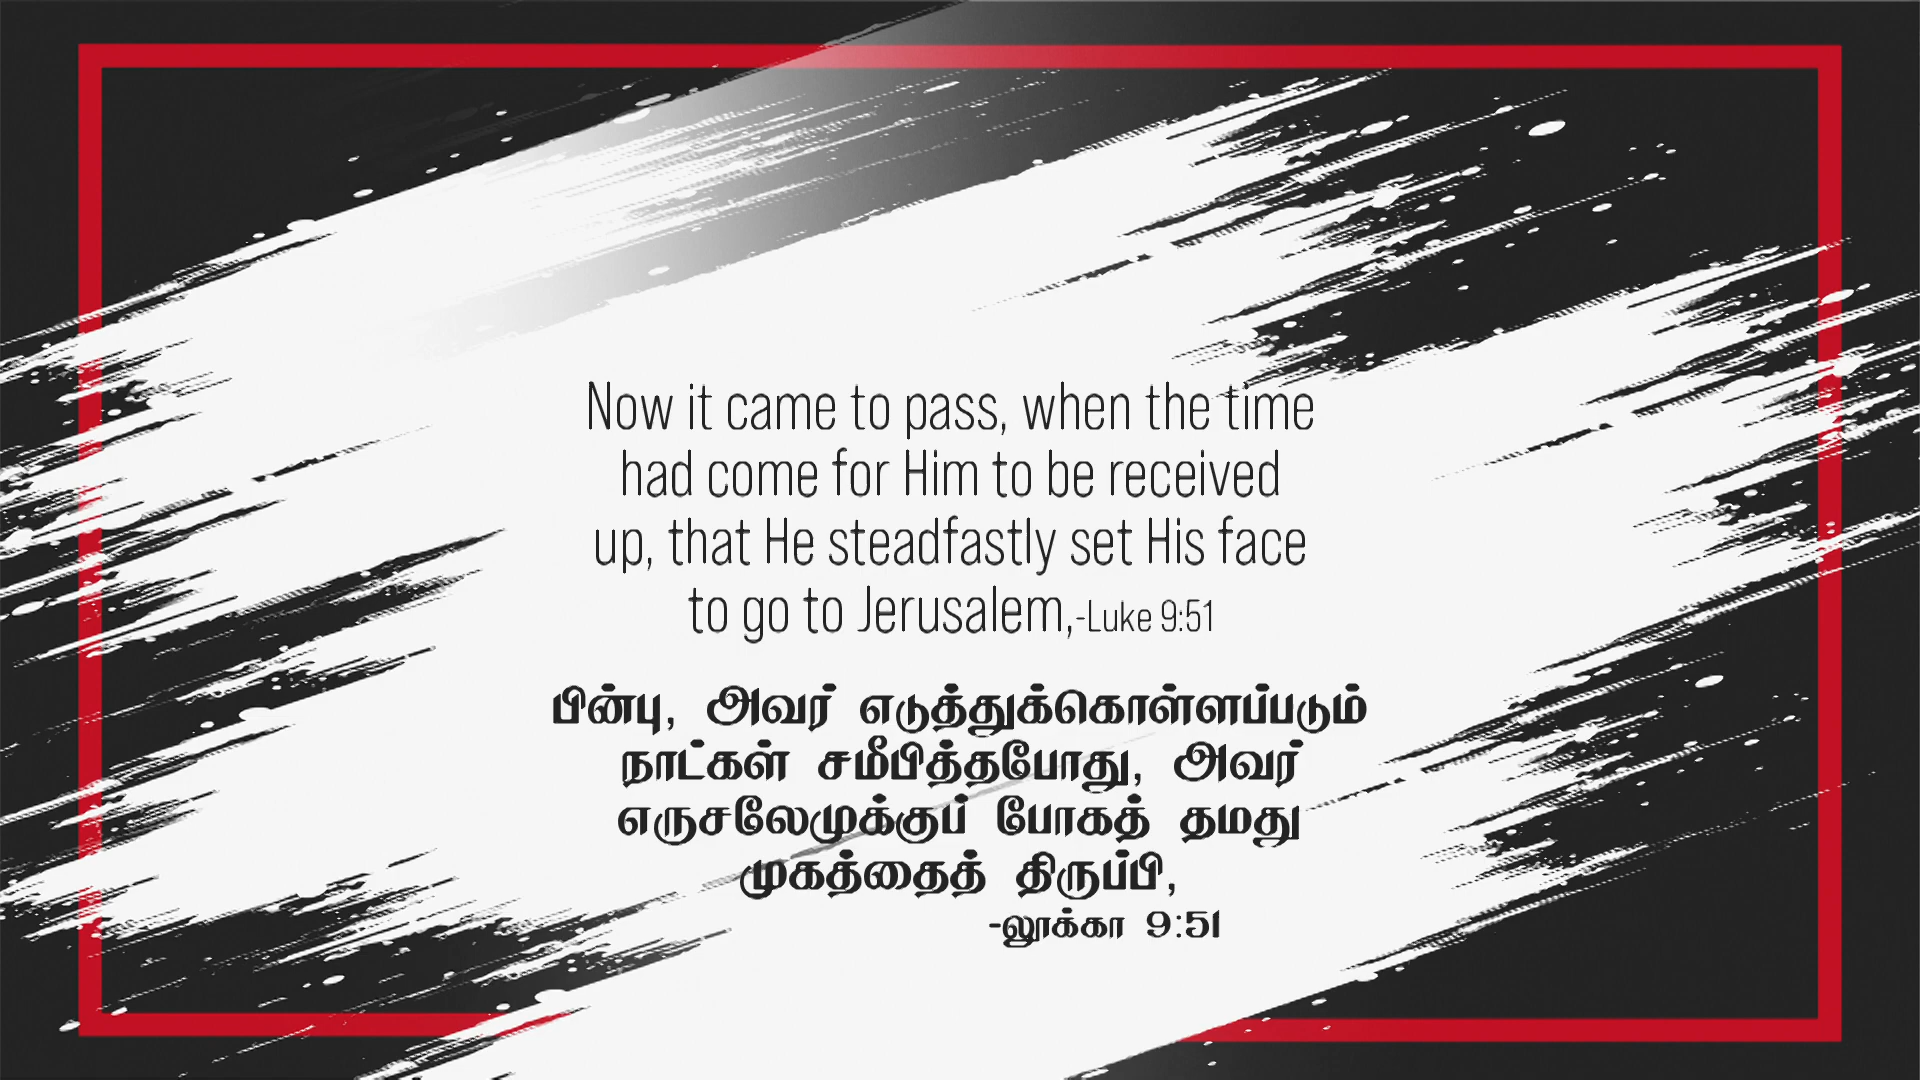 Now it came to pass, when the time
had come for Him to be received
up, that He steadfastly set His face
to go to Jerusalem,-Luke 9:51
பின்பு, அவர் எடுத்துக்கொள்ளப்படும்
நாட்கள் சமீபித்தபோது, அவர்
எருசலேமுக்குப் போகத் தமது
முகத்தைத் திருப்பி,
-லூக்கா 9:51